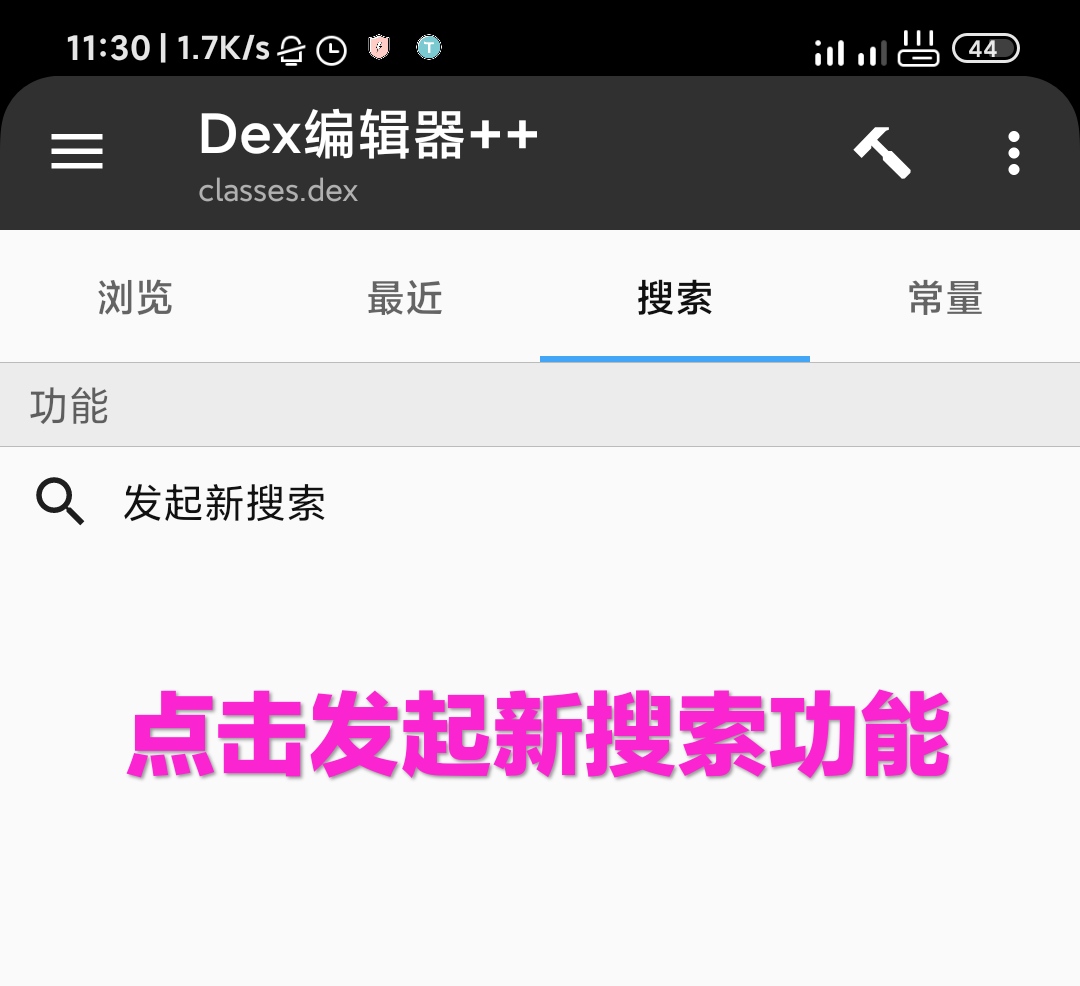 11:30 | 1.7K/s T 44
Dex编辑器++
classes.dex
浏览 最近 搜索 常量
功能
发起新搜索
点击发起新搜索功能